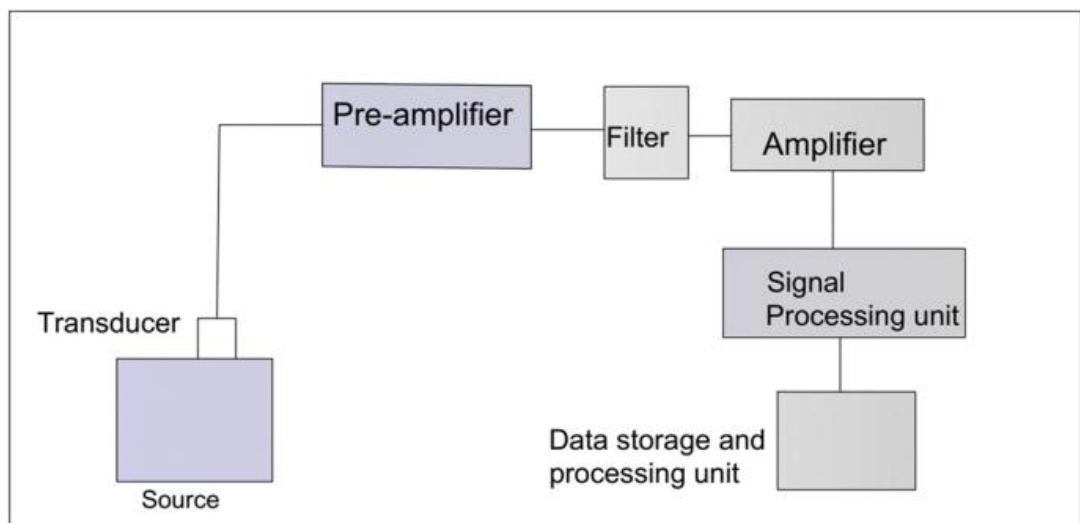 Pre-amplifier
Filter
Amplifier
Signal
Processing unit
Transducer
Data storage and
processing unit
Source